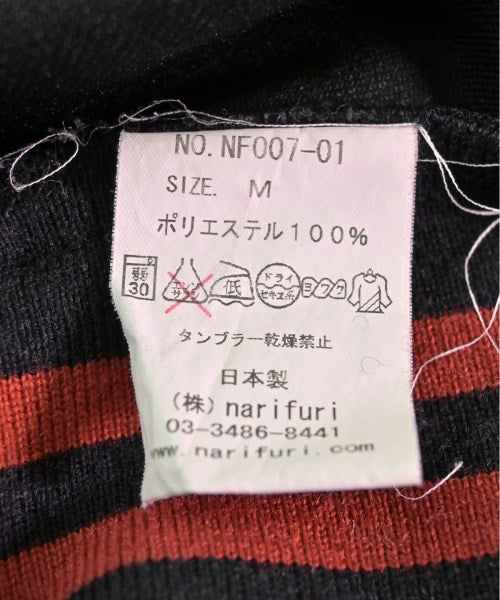 NO. NF007-01
SIZE. M
ポリエステル100%
弱 30 エンソ サラシ 低 ドライ セキユ系 ヨワク
タンブラー乾燥禁止
日本製
(株) narifuri
03-3486-8441
www.narifuri.com